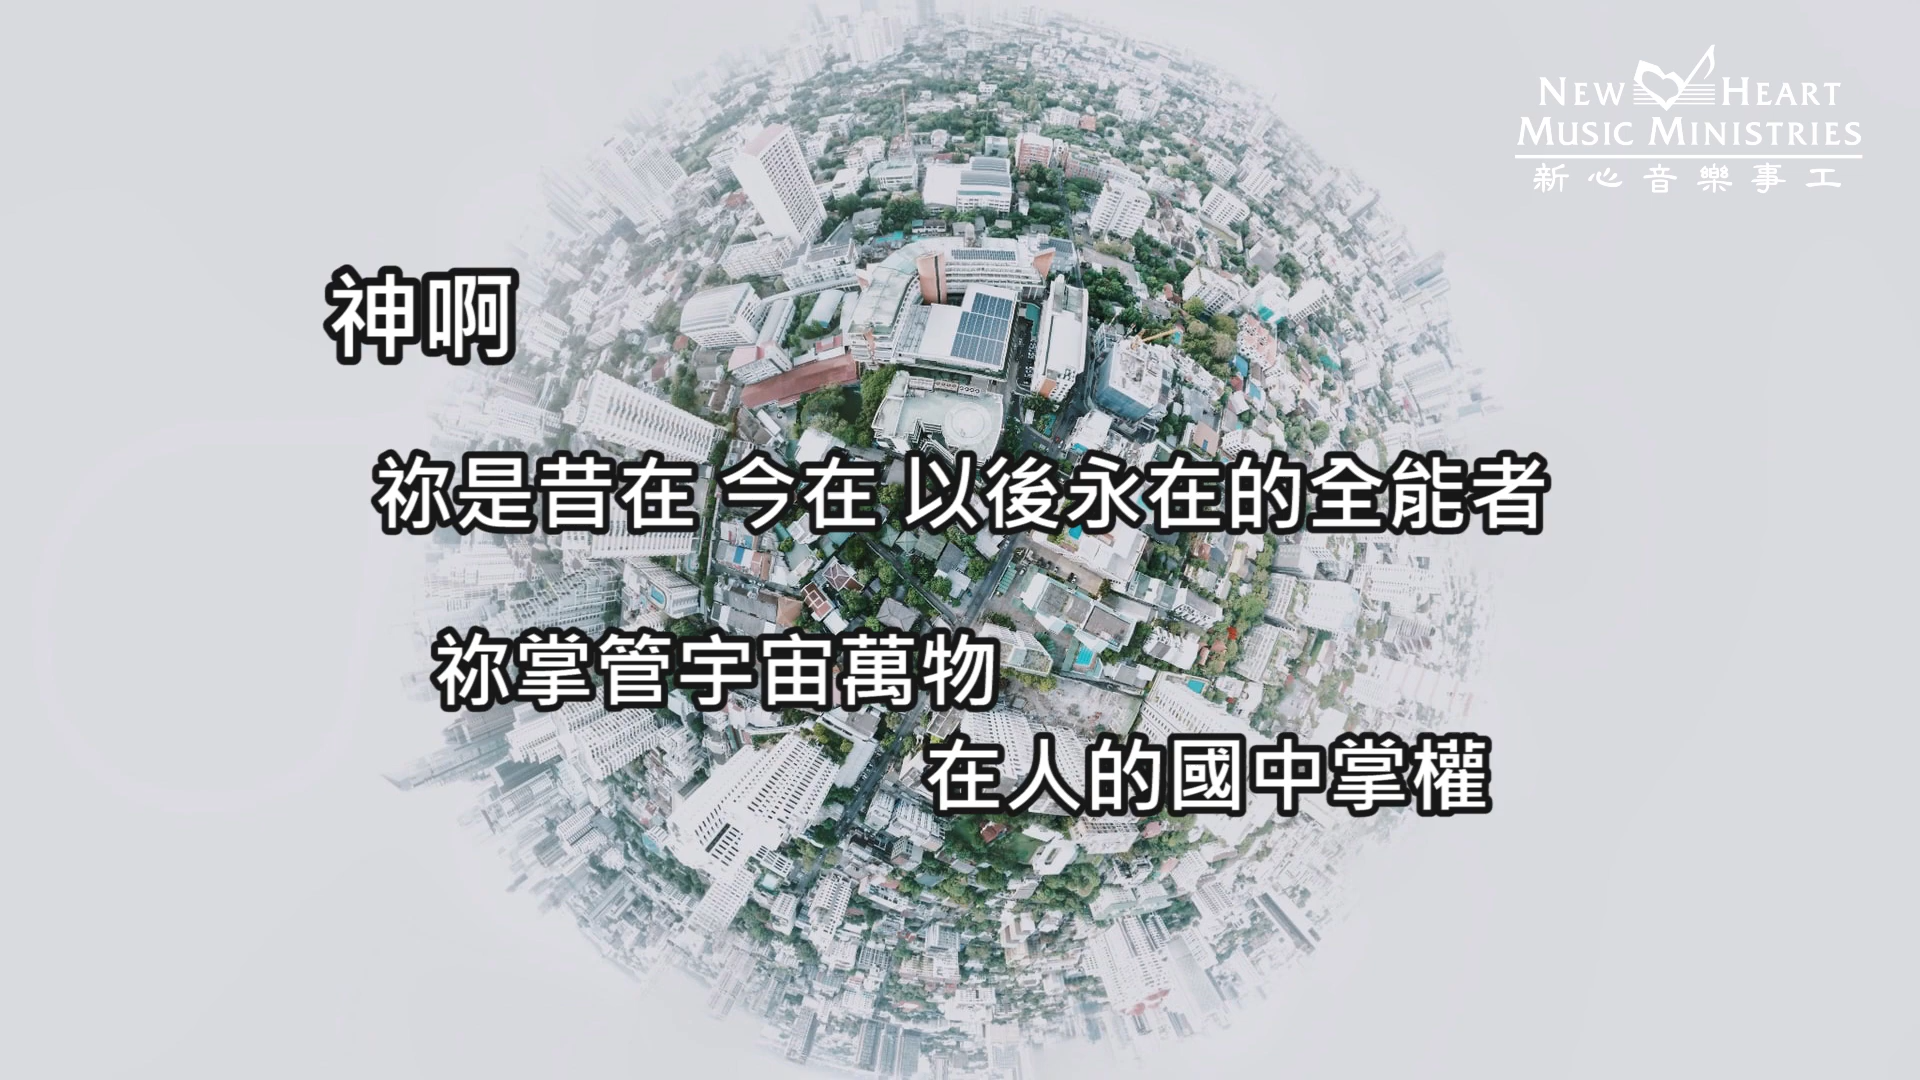 NEW HEART
MUSIC MINISTRIES
新心音樂事工
神啊
祢是昔在 今在 以後永在的全能者
祢掌管宇宙萬物
在人的國中掌權